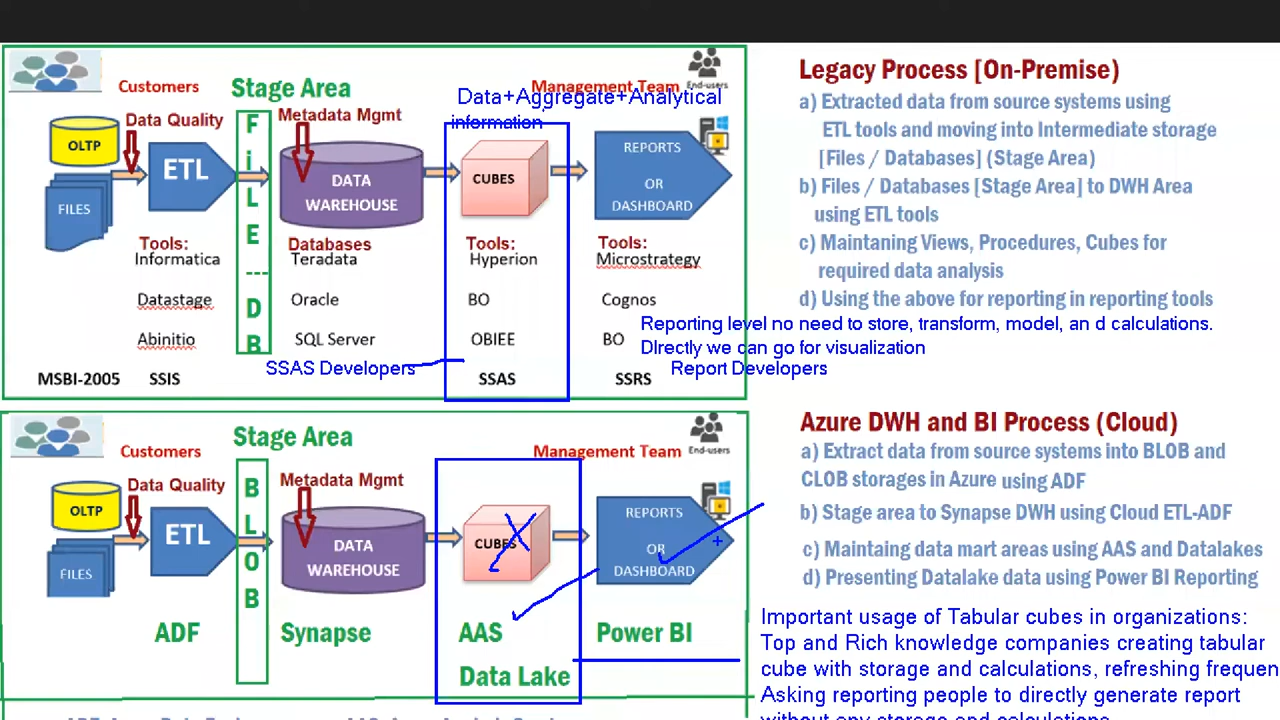 Customers
Stage Area
Management Team
End-users
Data+Aggregate+Analytical
information
Data Quality
Metadata Mgmt
OLTP
FILES
ETL
F
i
L
E
---
D
B
DATA
WAREHOUSE
CUBES
REPORTS
OR
DASHBOARD
Tools:
Informatica
Datastage
Abinitio
Databases
Teradata
Oracle
SQL Server
Tools:
Hyperion
BO
OBIEE
Tools:
Microstrategy
Cognos
BO
SSAS Developers
Report Developers
MSBI-2005 SSIS SSAS SSRS
Legacy Process [On-Premise)
a) Extracted data from source systems using
ETL tools and moving into Intermediate storage
[Files / Databases] (Stage Area)
b) Files / Databases [Stage Area] to DWH Area
using ETL tools
c) Maintaning Views, Procedures, Cubes for
required data analysis
d) Using the above for reporting in reporting tools
Reporting level no need to store, transform, model, an d calculations.
DIrectly we can go for visualization
Customers
Stage Area
Management Team
End-users
Data Quality
Metadata Mgmt
OLTP
FILES
ETL
B
L
O
B
DATA
WAREHOUSE
CUBES
REPORTS
OR
DASHBOARD
ADF Synapse AAS Power BI
Data Lake
Azure DWH and BI Process (Cloud)
a) Extract data from source systems into BLOB and
CLOB storages in Azure using ADF
b) Stage area to Synapse DWH using Cloud ETL-ADF
c) Maintaing data mart areas using AAS and Datalakes
d) Presenting Datalake data using Power BI Reporting
Important usage of Tabular cubes in organizations:
Top and Rich knowledge companies creating tabular
cube with storage and calculations, refreshing frequen
Asking reporting people to directly generate report
without any storage and calculations